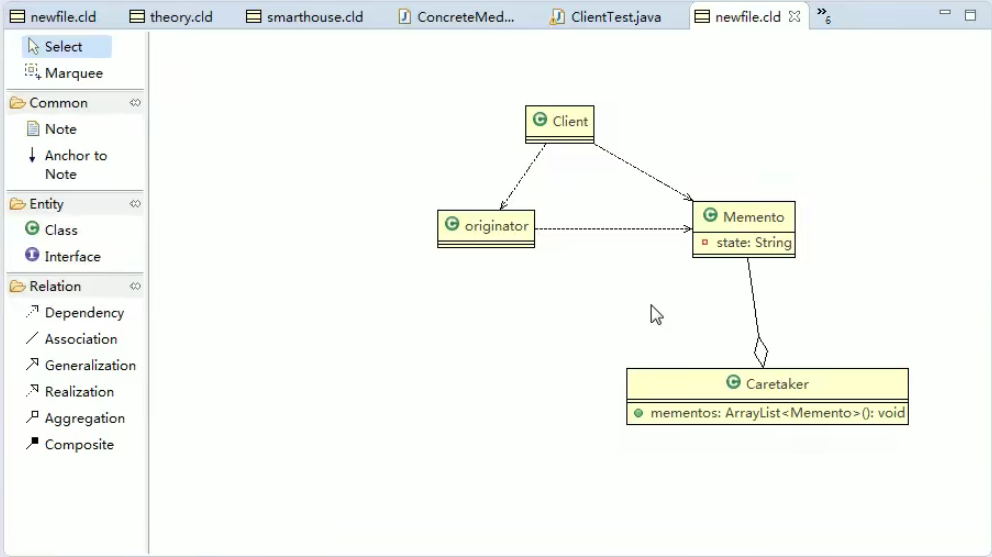 newfile.cld
theory.cld
smarthouse.cld
ConcreteMed...
ClientTest.java
newfile.cld
»6
Select
Marquee
Common
Note
Anchor to
Note
Entity
Class
Interface
Relation
Dependency
Association
Generalization
Realization
Aggregation
Composite
Client
originator
Memento
state: String
Caretaker
mementos: ArrayList<Memento>(): void